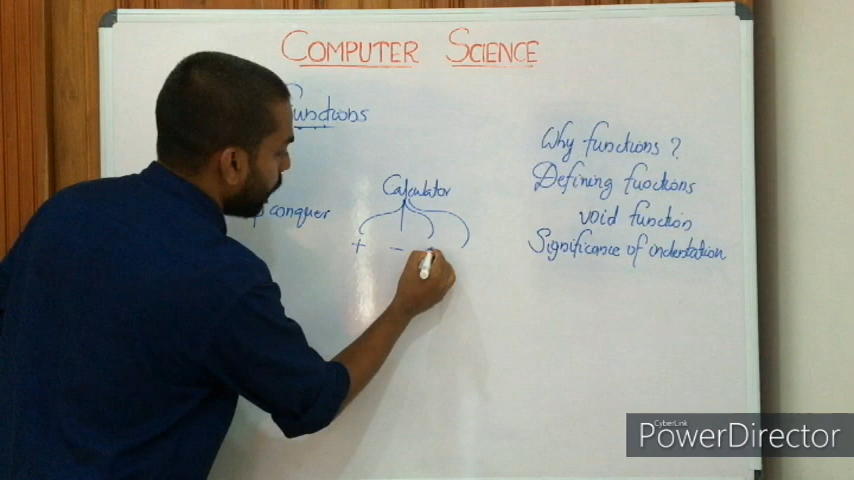 COMPUTER SCIENCE
Functions
conquer
Calculator
+ -
Why functions?
Defining functions
void function
Significance of indentation
CyberLink
PowerDirector